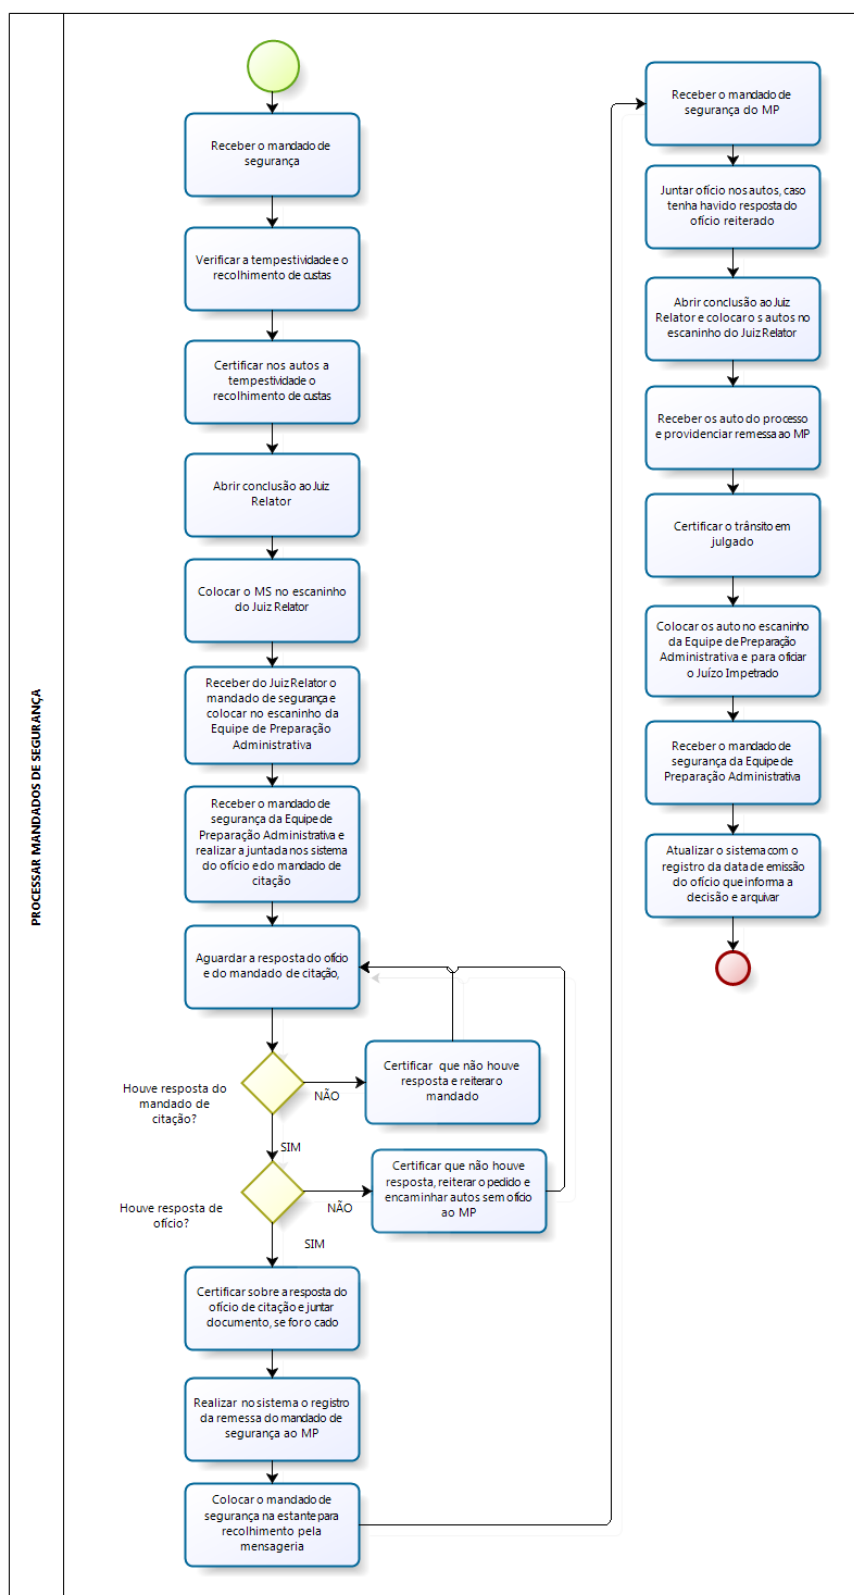 PROCESSAR MANDADOS DE SEGURANÇA
Receber o mandado de
segurança
Verificar a tempestividade e o
recolhimento de custas
Certificar nos autos a
tempestividade o
recolhimento de custas
Abrir conclusão ao Juiz
Relator
Colocar o MS no escaninho
do Juiz Relator
Receber do Juiz Relator o
mandado de segurança e
colocar no escaninho da
Equipe de Preparação
Administrativa
Receber o mandado de
segurança da Equipe de
Preparação Administrativa e
realizar a juntada nos sistema
do ofício e do mandado de
citação
Aguardar a resposta do ofício
e do mandado de citação,
Houve resposta do
mandado de
citação?
NÃO
Certificar que não houve
resposta e reiterar o
mandado
SIM
Houve resposta de
ofício?
NÃO
Certificar que não houve
resposta, reiterar o pedido e
encaminhar autos sem ofício
ao MP
SIM
Certificar sobre a resposta do
ofício de citação e juntar
documento, se for o cado
Realizar no sistema o registro
da remessa do mandado de
segurança ao MP
Colocar o mandado de
segurança na estante para
recolhimento pela
mensageria
Receber o mandado de
segurança do MP
Juntar ofício nos autos, caso
tenha havido resposta do
ofício reiterado
Abrir conclusão ao Juiz
Relator e colocar o s autos no
escaninho do Juiz Relator
Receber os auto do processo
e providenciar remessa ao MP
Certificar o trânsito em
julgado
Colocar os auto no escaninho
da Equipe de Preparação
Administrativa e para oficiar
o Juízo Impetrado
Receber o mandado de
segurança da Equipe de
Preparação Administrativa
Atualizar o sistema com o
registro da data de emissão
do ofício que informa a
decisão e arquivar